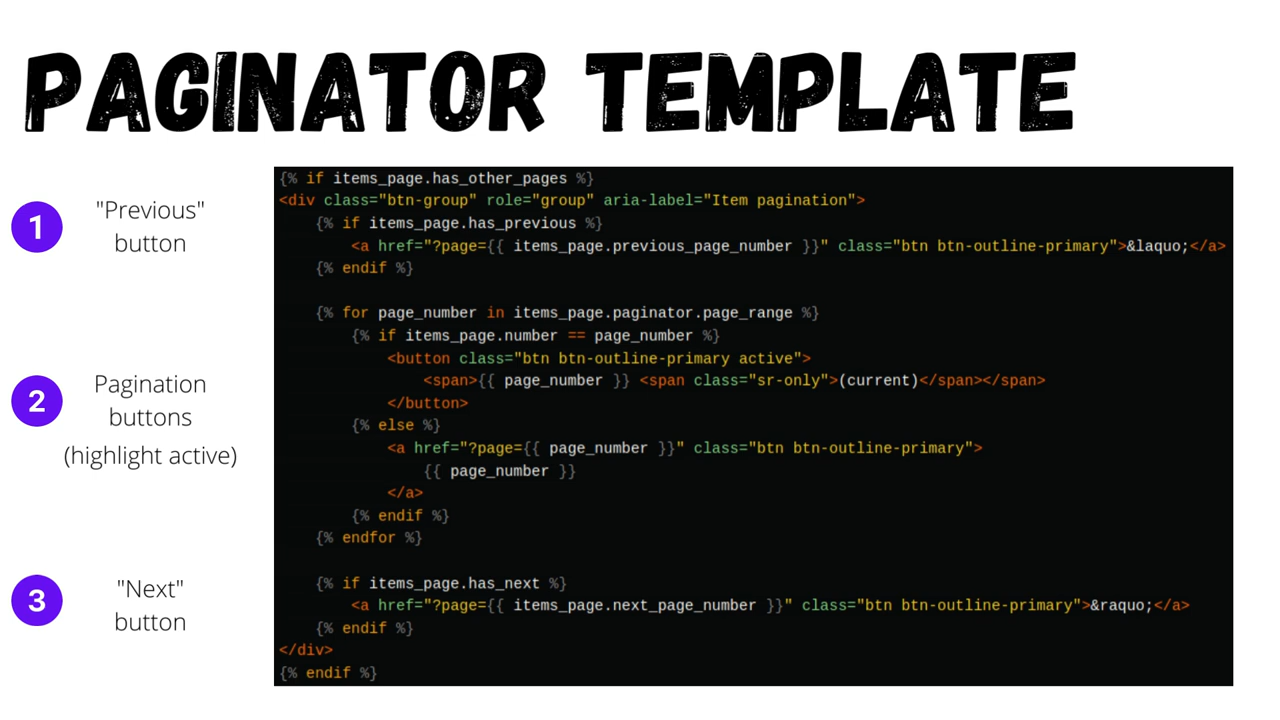 PAGINATOR TEMPLATE
1
"Previous"
button
2
Pagination
buttons
(highlight active)
3
"Next"
button
{% if items_page.has_other_pages %}
<div class="btn-group" role="group" aria-label="Item pagination">
    {% if items_page.has_previous %}
        <a href="?page={{ items_page.previous_page_number }}" class="btn btn-outline-primary">&laquo;</a>
    {% endif %}

    {% for page_number in items_page.paginator.page_range %}
        {% if items_page.number == page_number %}
            <button class="btn btn-outline-primary active">
                <span>{{ page_number }} <span class="sr-only">(current)</span></span>
            </button>
        {% else %}
            <a href="?page={{ page_number }}" class="btn btn-outline-primary">
                {{ page_number }}
            </a>
        {% endif %}
    {% endfor %}

    {% if items_page.has_next %}
        <a href="?page={{ items_page.next_page_number }}" class="btn btn-outline-primary">&raquo;</a>
    {% endif %}
</div>
{% endif %}